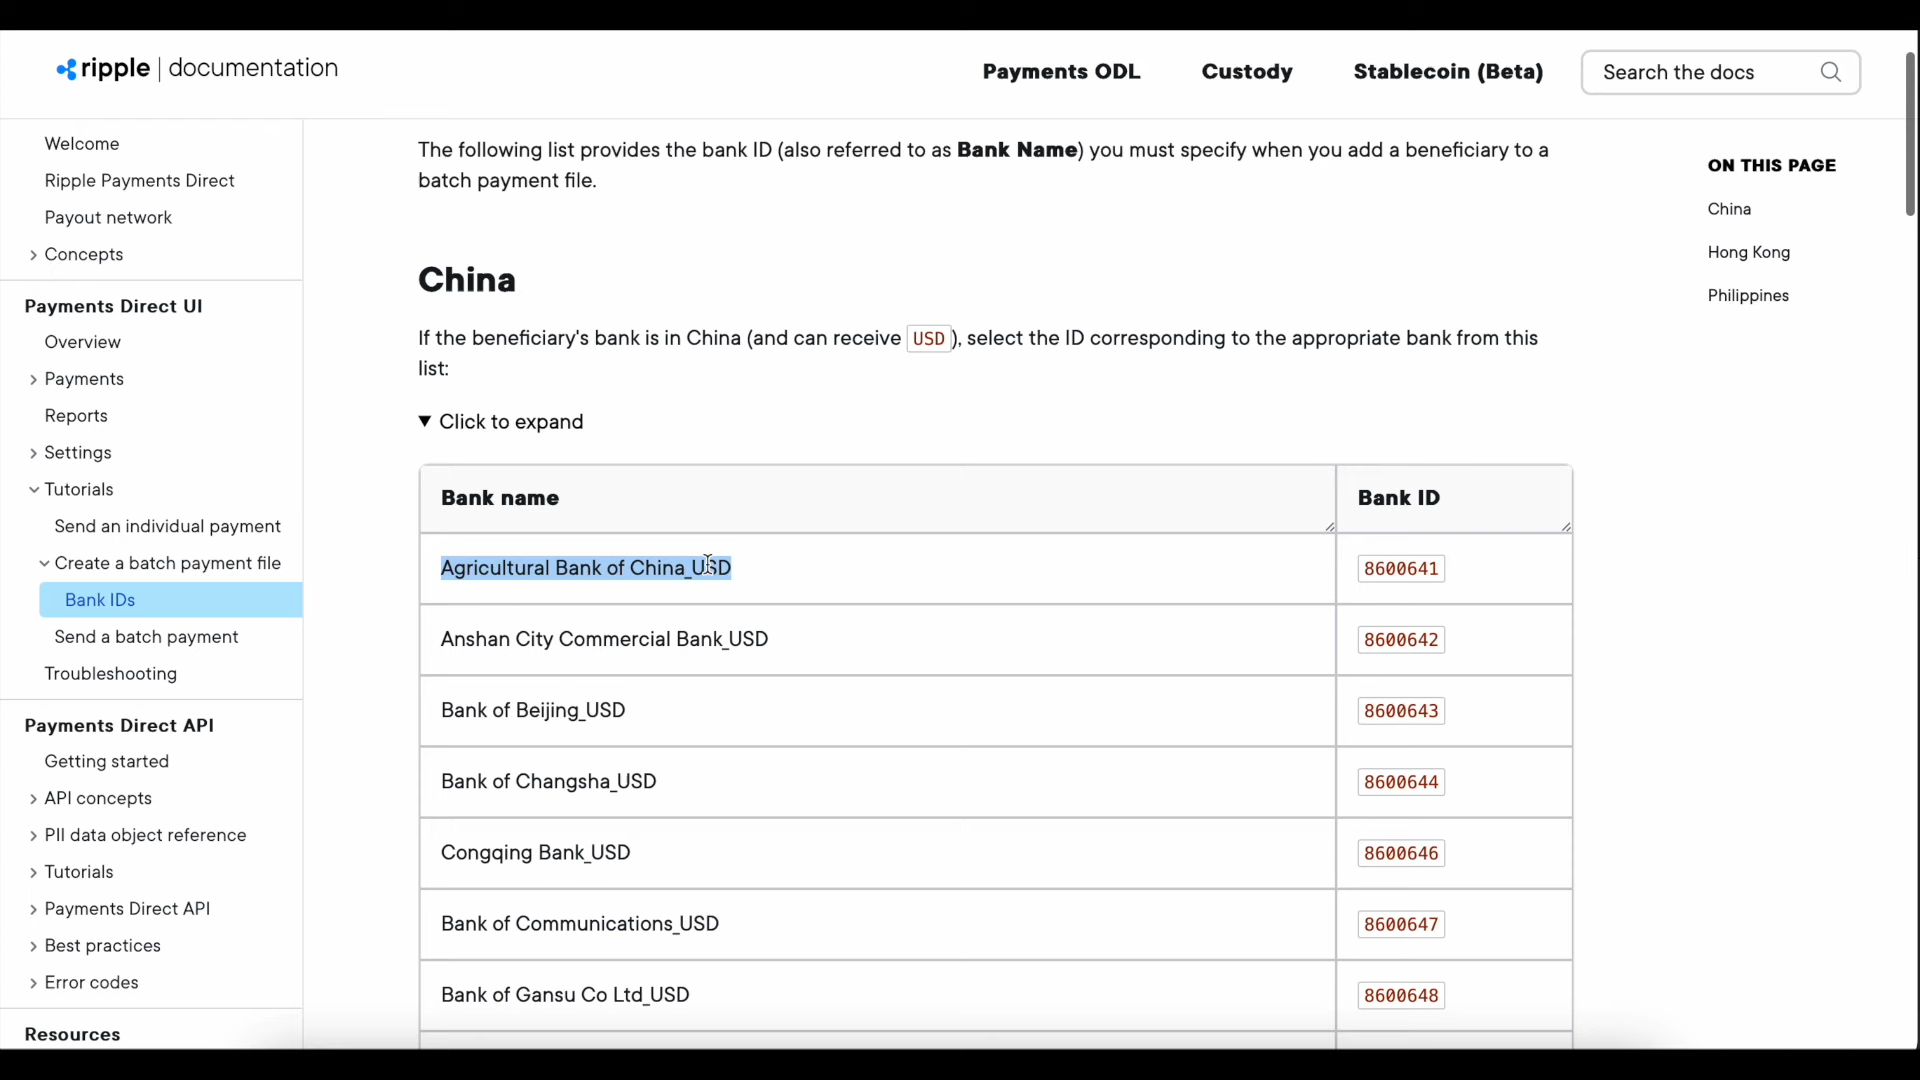 ripple | documentation
Payments ODL
Custody
Stablecoin (Beta)
Search the docs
Welcome
Ripple Payments Direct
Payout network
Concepts
Payments Direct UI
Overview
Payments
Reports
Settings
Tutorials
Send an individual payment
Create a batch payment file
Bank IDs
Send a batch payment
Troubleshooting
Payments Direct API
Getting started
API concepts
PII data object reference
Tutorials
Payments Direct API
Best practices
Error codes
Resources
The following list provides the bank ID (also referred to as Bank Name) you must specify when you add a beneficiary to a
batch payment file.
China
If the beneficiary's bank is in China (and can receive USD), select the ID corresponding to the appropriate bank from this
list:
Click to expand
Bank name Bank ID
Agricultural Bank of China_USD 8600641
Anshan City Commercial Bank_USD 8600642
Bank of Beijing_USD 8600643
Bank of Changsha_USD 8600644
Congqing Bank_USD 8600646
Bank of Communications_USD 8600647
Bank of Gansu Co Ltd_USD 8600648
ON THIS PAGE
China
Hong Kong
Philippines